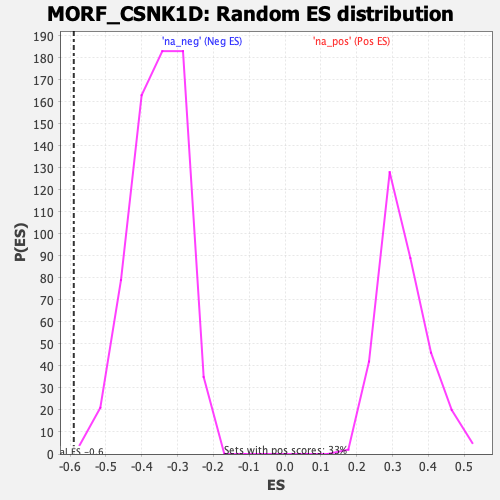 MORF_CSNK1D: Random ES distribution
'na_neg' (Neg ES) 'na_pos' (Pos ES)
190
180
170
160
150
140
130
120
110
100
90
80
70
60
50
40
30
20
10
0
P(ES)
Sets with pos scores: 33%
al ES -0.6
-0.6 -0.5 -0.4 -0.3 -0.2 -0.1 0.0 0.1 0.2 0.3 0.4 0.5
ES